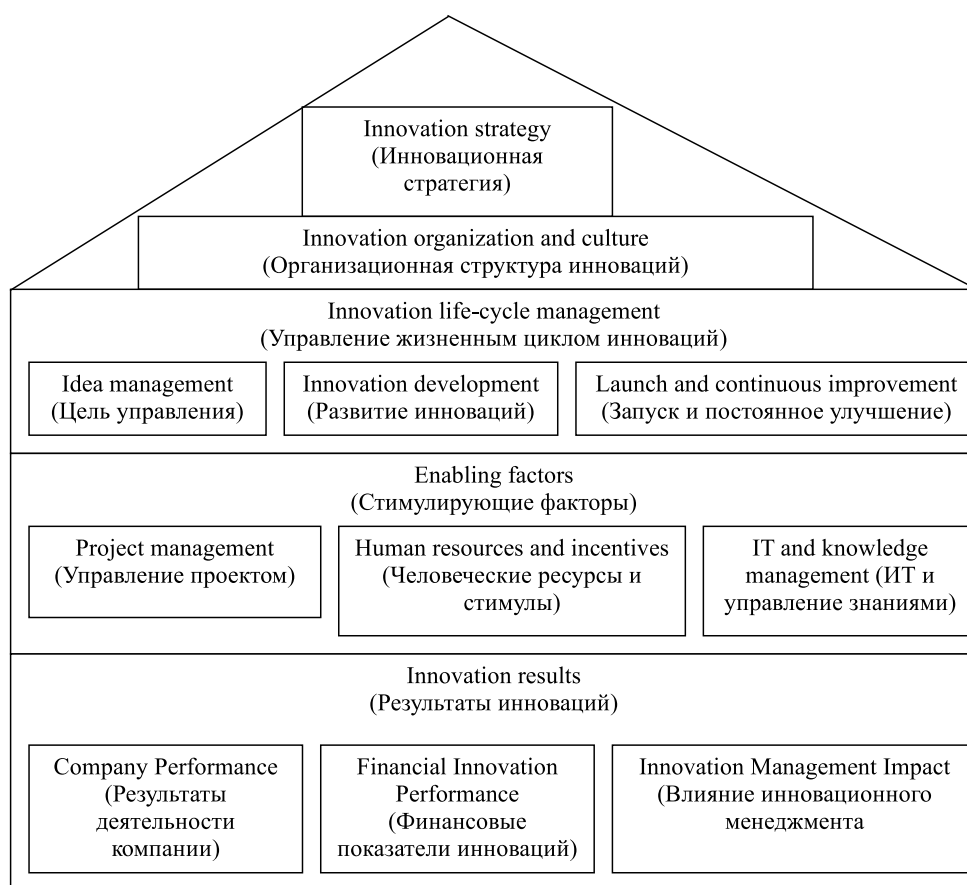 Innovation strategy
(Инновационная
стратегия)
Innovation organization and culture
(Организационная структура инноваций)
Innovation life-cycle management
(Управление жизненным циклом инноваций)
Idea management
(Цель управления)
Innovation development
(Развитие инноваций)
Launch and continuous improvement
(Запуск и постоянное улучшение)
Enabling factors
(Стимулирующие факторы)
Project management
(Управление проектом)
Human resources and incentives
(Человеческие ресурсы и
стимулы)
IT and knowledge
management (ИТ и
управление знаниями)
Innovation results
(Результаты инноваций)
Company Performance
(Результаты
деятельности
компании)
Financial Innovation
Performance
(Финансовые
показатели инноваций)
Innovation Management Impact
(Влияние инновационного
менеджмента